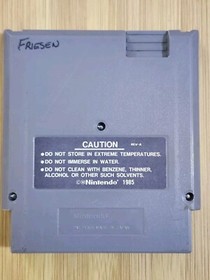 FRIESEN
CAUTION
REV-A
• DO NOT STORE IN EXTREME TEMPERATURES.
• DO NOT IMMERSE IN WATER.
• DO NOT CLEAN WITH BENZENE, THINNER,
ALCOHOL OR OTHER SUCH SOLVENTS.
©®Nintendo® 1985